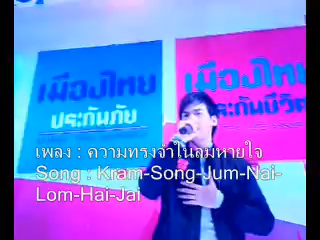 เมืองไทย
ประกันภัย
เมืองไทย
ประกันชีวิต
เพลง : ความทรงจำในลมหายใจ
Song : Kram-Song-Jum-Nai-
Lom-Hai-Jai